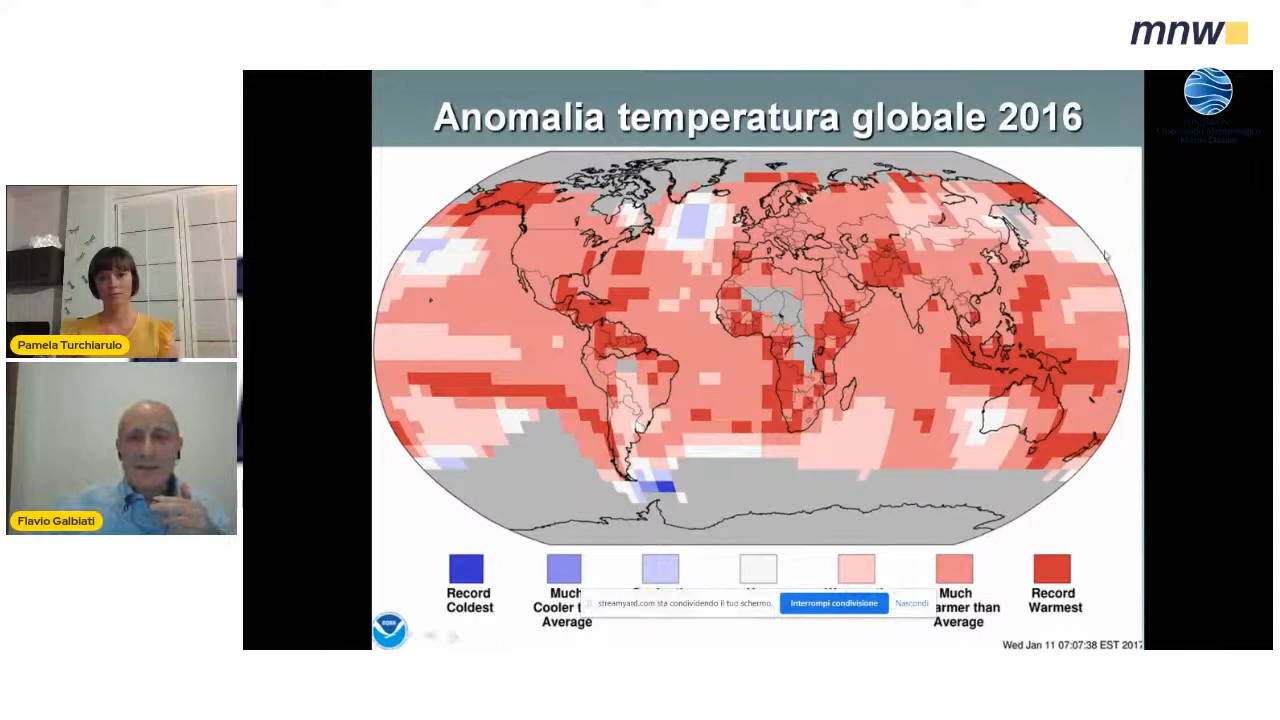 mnw
Anomalia temperatura globale 2016
Pamela Turchiarulo
Flavio Galbiati
Record
Coldest
Much
Cooler
Average
Much
armer than
Average
Record
Warmest
streamyard.com sta condividendo il tuo schermo.
Interrompi condivisione
Nascondi
NOAA
Wed Jan 11 07:07:38 EST 2017